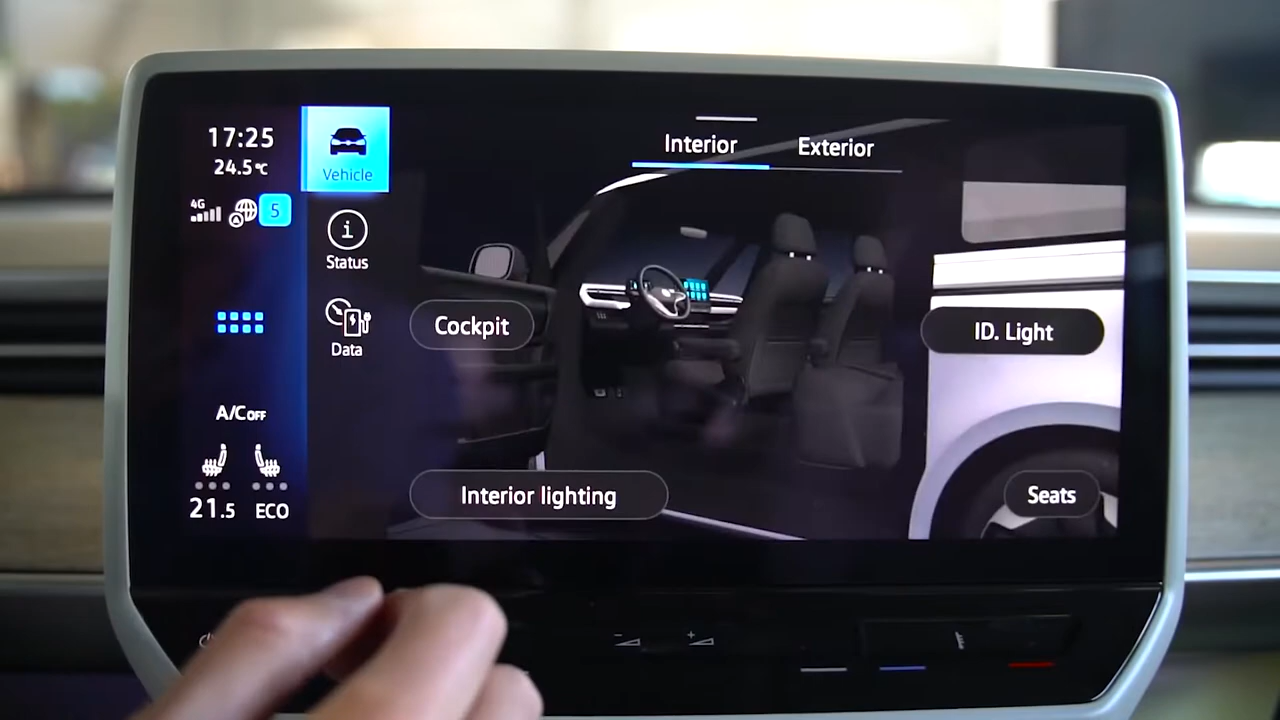 17:25
24.5°C
4G
5
A/C OFF
21.5
ECO
Vehicle
Status
Data
Interior
Exterior
Cockpit
ID. Light
Interior lighting
Seats
- +